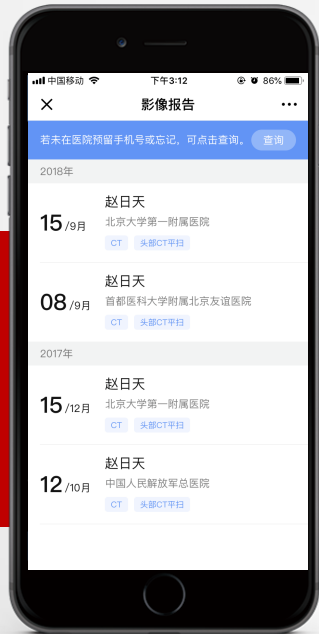 中国移动 下午3:12 86%
影像报告
若未在医院预留手机号或忘记，可点击查询。 查询
2018年
赵日天
15/9月
北京大学第一附属医院
CT 头部CT平扫
赵日天
08/9月
首都医科大学附属北京友谊医院
CT 头部CT平扫
2017年
赵日天
15/12月
北京大学第一附属医院
CT 头部CT平扫
赵日天
12/10月
中国人民解放军总医院
CT 头部CT平扫